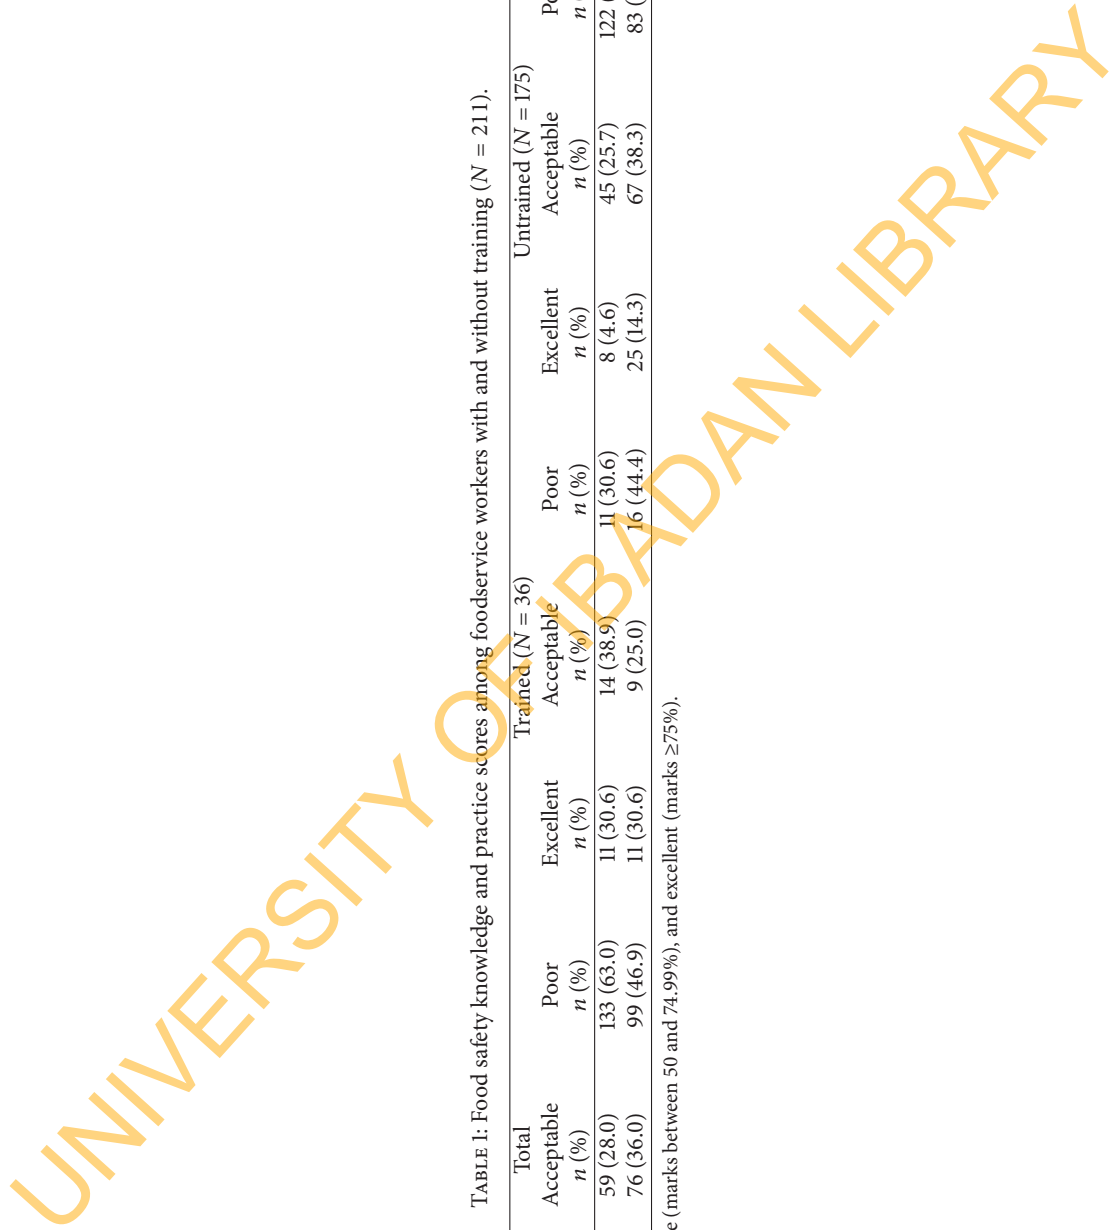 TABLE 1: Food safety knowledge and practice scores among foodservice workers with and without training (N = 211).
Total Trained (N = 36) Untrained (N = 175)
Acceptable Poor Excellent Acceptable Poor Excellent Acceptable
n (%) n (%) n (%) n (%) n (%) n (%) n (%) n
59 (28.0) 133 (63.0) 11 (30.6) 14 (38.9) 11 (30.6) 8 (4.6) 45 (25.7) 122 (
76 (36.0) 99 (46.9) 11 (30.6) 9 (25.0) 16 (44.4) 25 (14.3) 67 (38.3) 83 (
e (marks between 50 and 74.99%), and excellent (marks ≥75%).
UNIVERSITY OF IBADAN LIBRARY